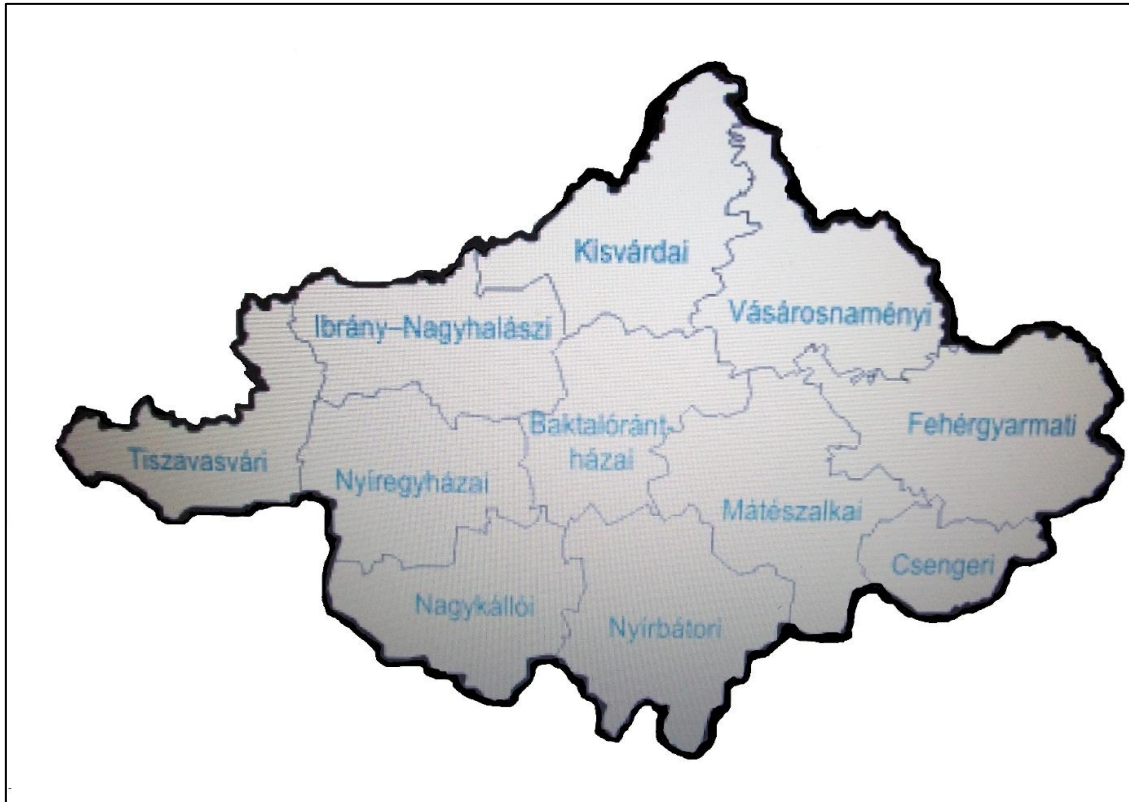 Kisvárdai
Vásárosnaményi
Ibrány–Nagyhalászi
Baktalóránt-
házai
Fehérgyarmati
Tiszavasvári
Nyíregyházai
Mátészalkai
Csengeri
Nagykállói
Nyírbátori